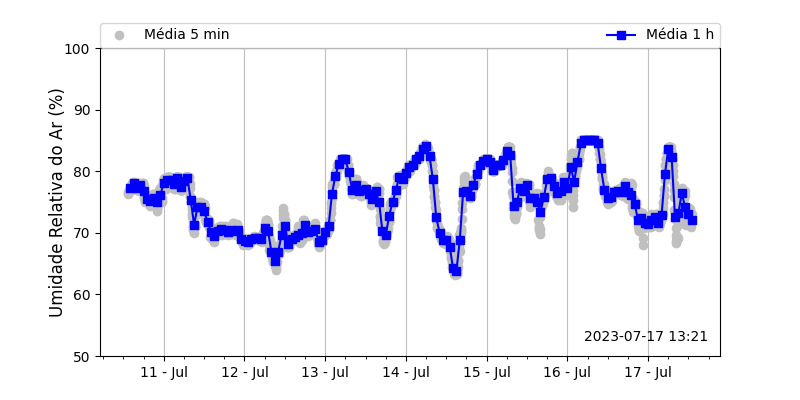 Média 5 min
Média 1 h
Umidade Relativa do Ar (%)
100
90
80
70
60
50
2023-07-17 13:21
11 - Jul
12 - Jul
13 - Jul
14 - Jul
15 - Jul
16 - Jul
17 - Jul